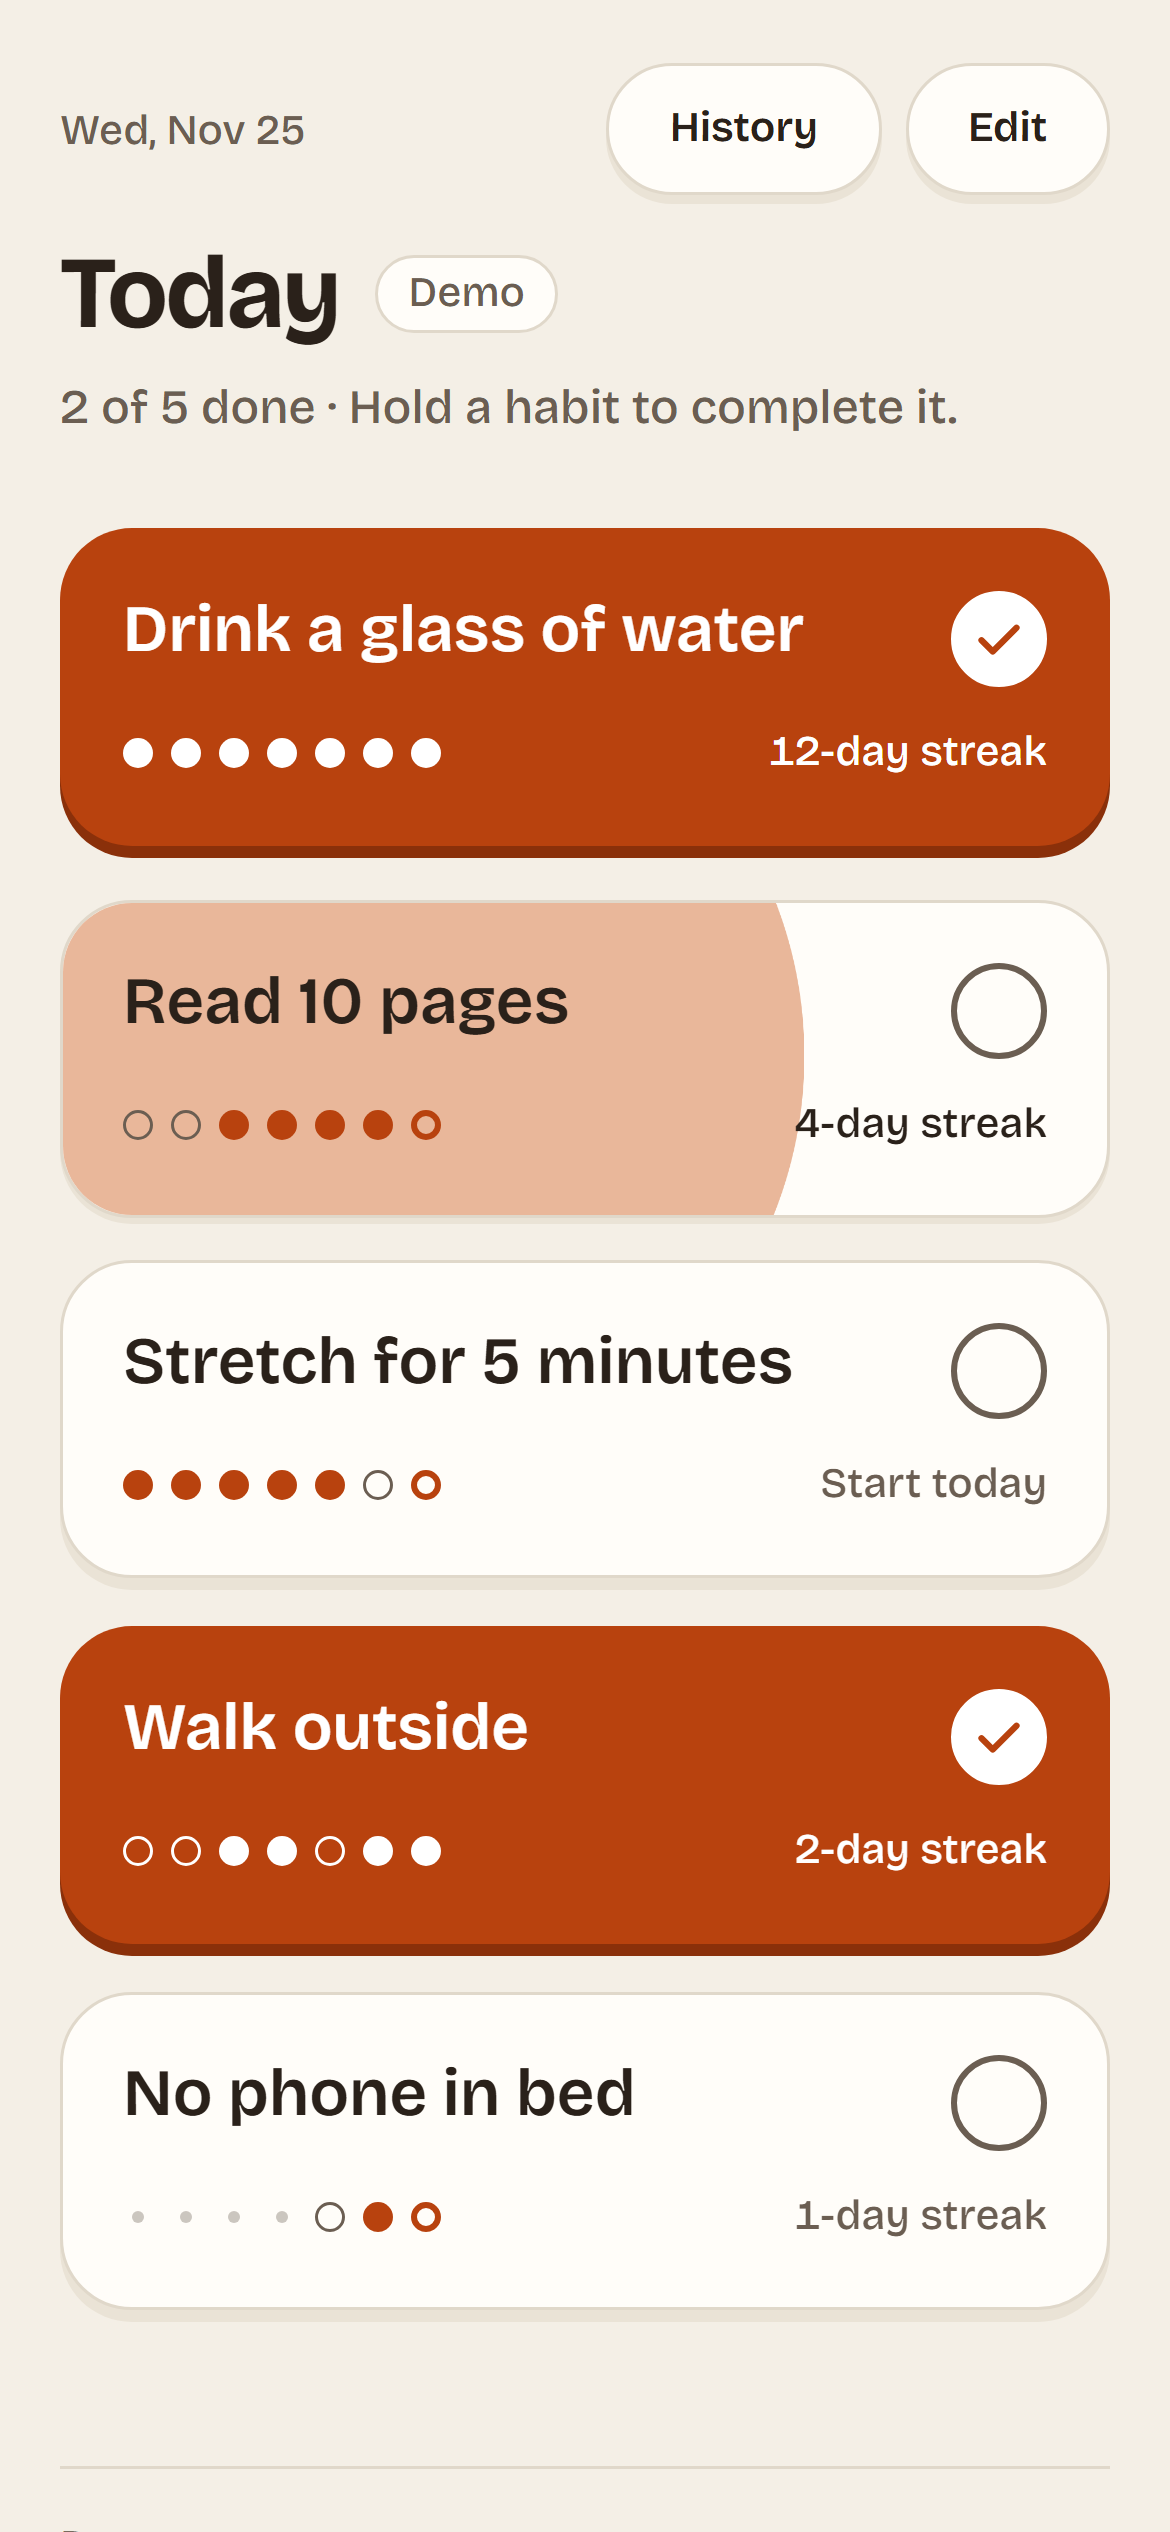 Wed, Nov 25
History
Edit
Today
Demo
2 of 5 done · Hold a habit to complete it.
Drink a glass of water
12-day streak
Read 10 pages
4-day streak
Stretch for 5 minutes
Start today
Walk outside
2-day streak
No phone in bed
1-day streak